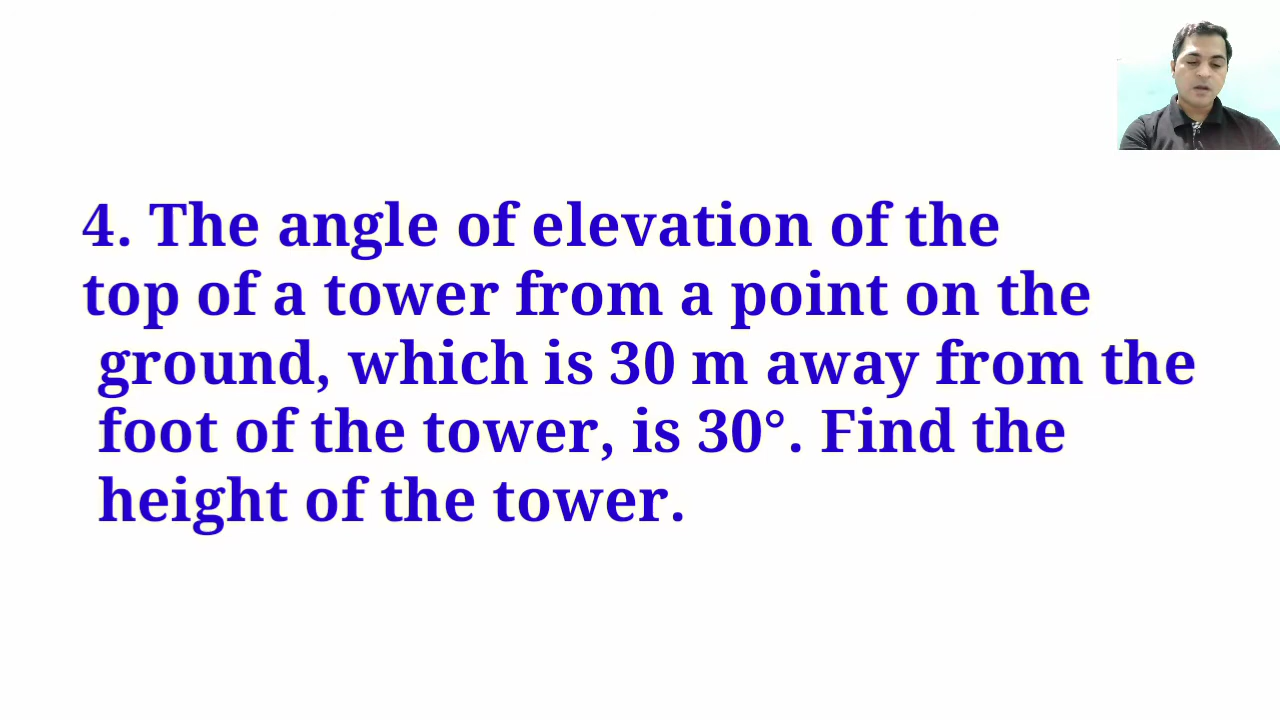 4. The angle of elevation of the
top of a tower from a point on the
ground, which is 30 m away from the
foot of the tower, is 30°. Find the
height of the tower.